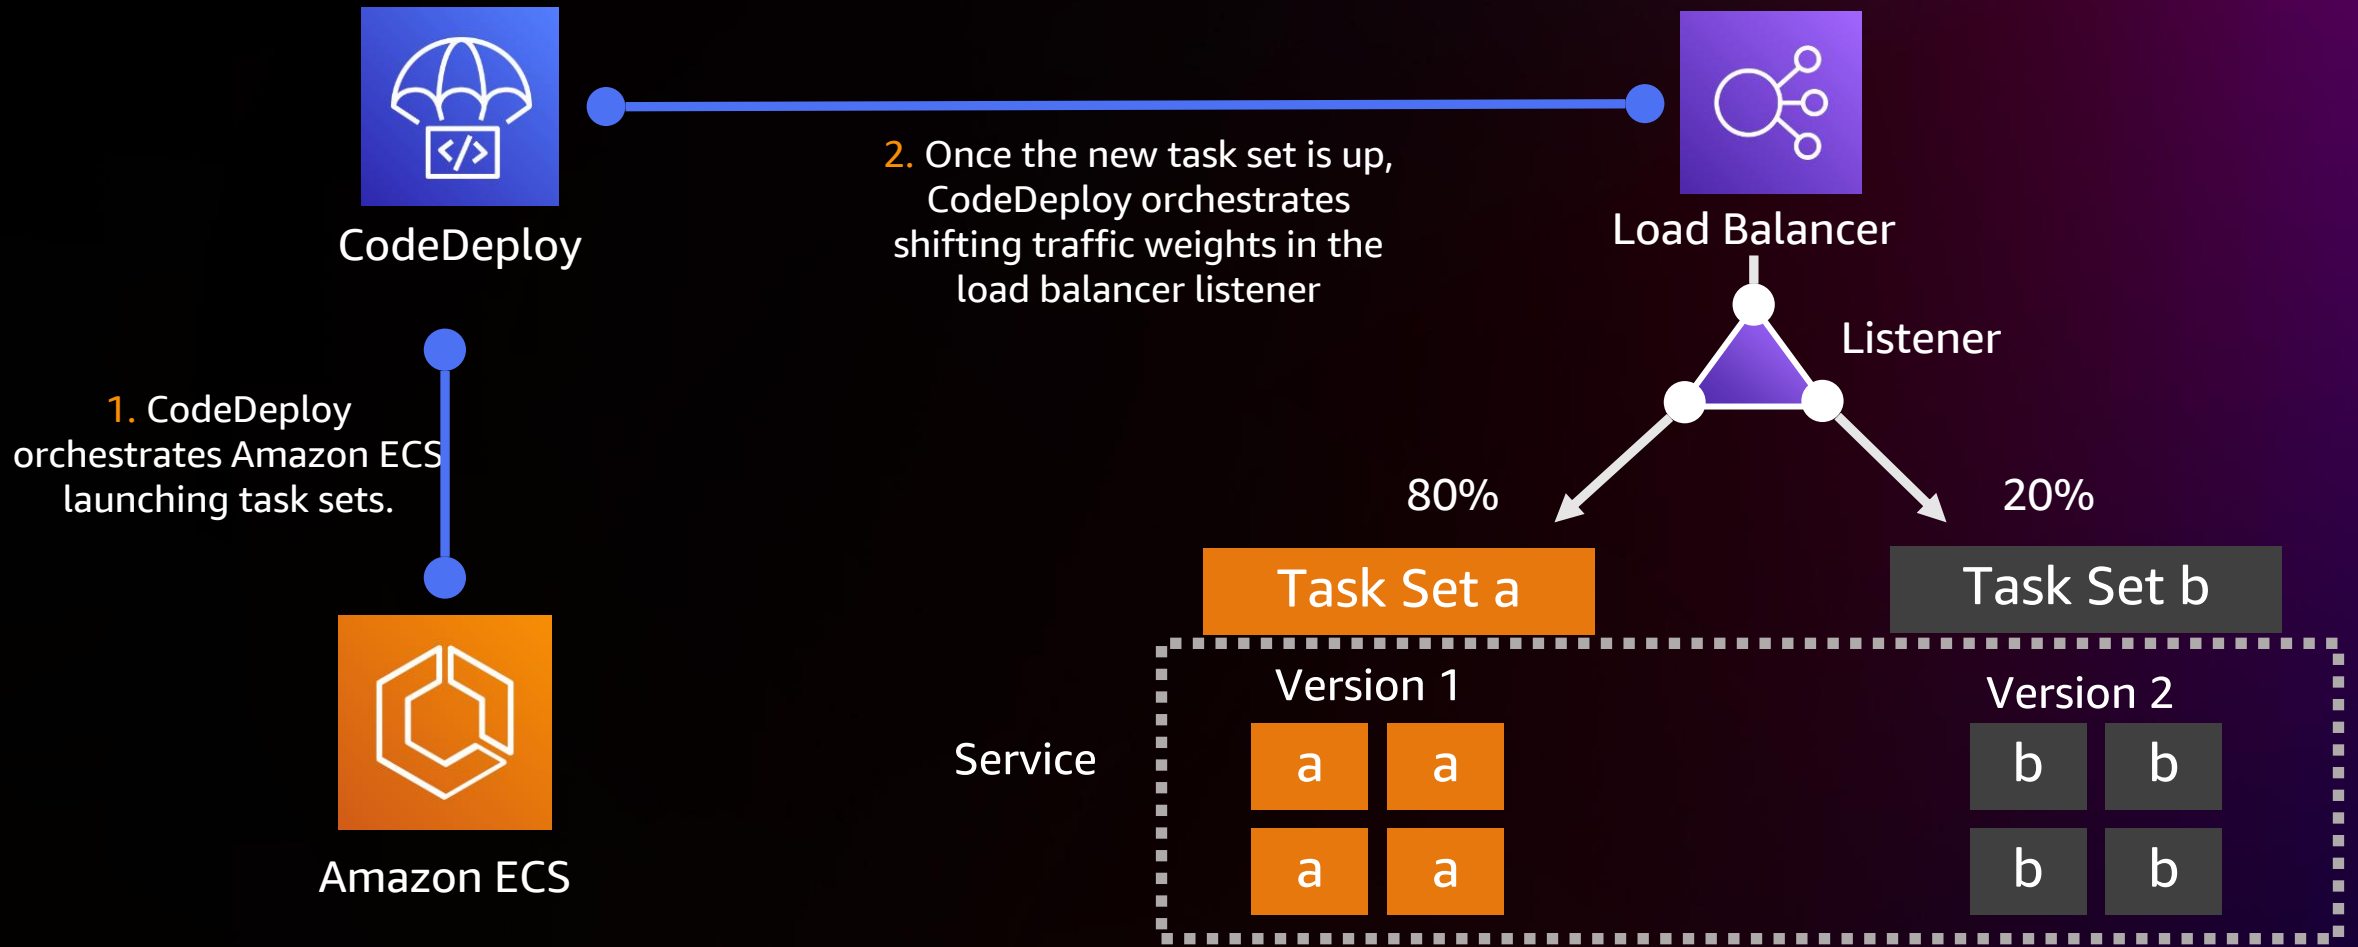 CodeDeploy
2. Once the new task set is up,
CodeDeploy orchestrates
shifting traffic weights in the
load balancer listener
Load Balancer
Listener
1. CodeDeploy
orchestrates Amazon ECS
launching task sets.
80%
20%
Task Set a
Task Set b
Version 1
Version 2
Service
a a
b b
a a
b b
Amazon ECS